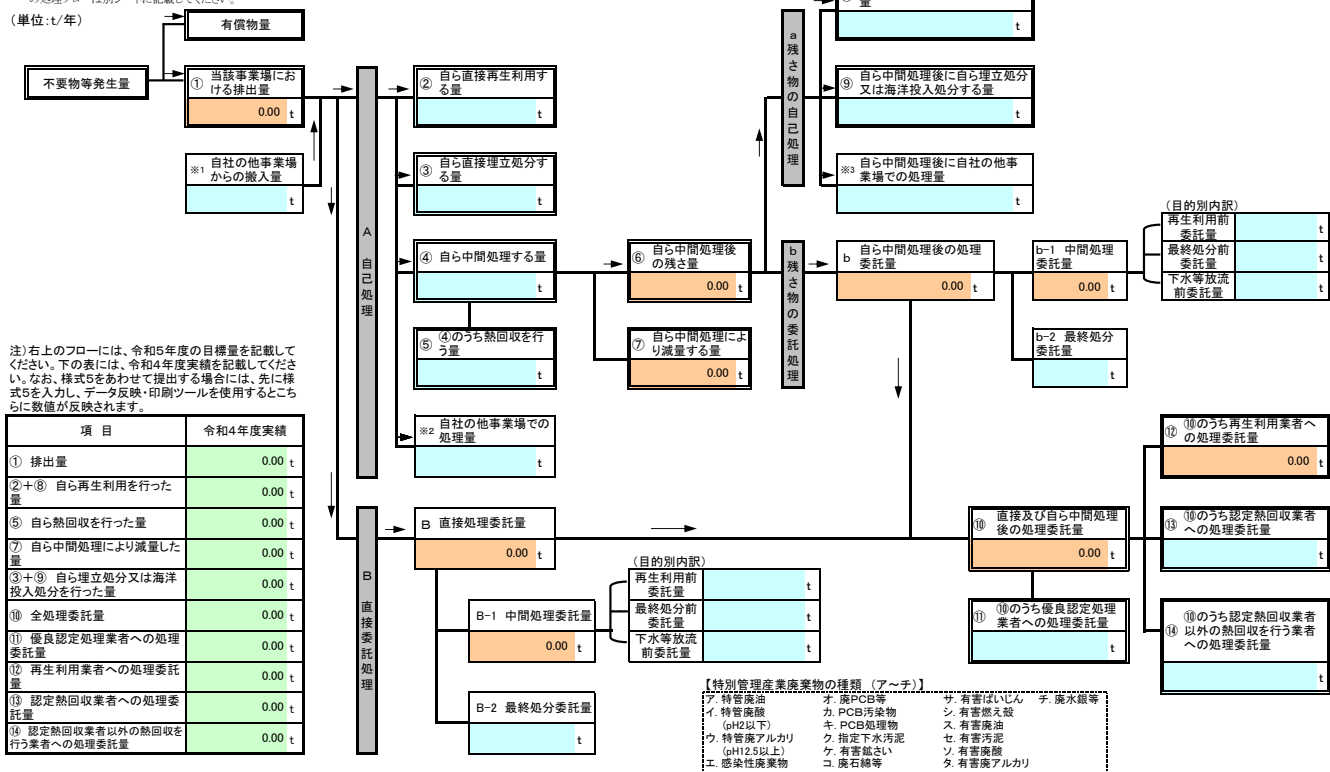 の処理フローは別シートに記載してください。
(単位:t/年)
有償物量
不要物等発生量
① 当該事業場にお
ける排出量
0.00 t
※1 自社の他事業場
からの搬入量
t
A
自
己
処
理
② 自ら直接再生利用す
る量
t
③ 自ら直接埋立処分す
る量
t
④ 自ら中間処理する量
t
⑤ ④のうち熱回収を行
う量
t
※2 自社の他事業場での
処理量
t
⑥ 自ら中間処理後
の残さ量
0.00 t
⑦ 自ら中間処理によ
り減量する量
0.00 t
a
残
さ
物
の
自
己
処
理
量
t
⑨ 自ら中間処理後に自ら埋立処分
又は海洋投入処分する量
t
※3 自ら中間処理後に自社の他事
業場での処理量
t
b
残
さ
物
の
委
託
処
理
b 自ら中間処理後の処理
委託量
0.00 t
b-1 中間処理
委託量
0.00 t
b-2 最終処分
委託量
t
(目的別内訳)
再生利用前
委託量 t
最終処分前
委託量 t
下水等放流
前委託量 t
注)右上のフローには、令和5年度の目標量を記載して
ください。下の表には、令和4年度実績を記載してくださ
い。なお、様式5をあわせて提出する場合には、先に様
式5を入力し、データ反映・印刷ツールを使用するとこち
らに数値が反映されます。
項 目 令和4年度実績
① 排出量 0.00 t
②+⑧ 自ら再生利用を行った
量 0.00 t
⑤ 自ら熱回収を行った量 0.00 t
⑦ 自ら中間処理により減量した
量 0.00 t
③+⑨ 自ら埋立処分又は海洋
投入処分を行った量 0.00 t
⑩ 全処理委託量 0.00 t
⑪ 優良認定処理業者への処理
委託量 0.00 t
⑫ 再生利用業者への処理委託
量 0.00 t
⑬ 認定熱回収業者への処理委
託量 0.00 t
⑭ 認定熱回収業者以外の熱回収を
行う業者への処理委託量 0.00 t
B
直
接
委
託
処
理
B 直接処理委託量
0.00 t
B-1 中間処理委託量
0.00 t
B-2 最終処分委託量
t
(目的別内訳)
再生利用前
委託量 t
最終処分前
委託量 t
下水等放流
前委託量 t
⑩ 直接及び自ら中間処理
後の処理委託量
0.00 t
⑪ ⑩のうち優良認定処理
業者への処理委託量
t
⑫ ⑩のうち再生利用業者へ
の処理委託量
0.00 t
⑬ ⑩のうち認定熱回収業者
への処理委託量
t
⑭ ⑩のうち認定熱回収業者
以外の熱回収を行う業者
への処理委託量
t
【特別管理産業廃棄物の種類 (ア~チ)】
ア. 特管廃油 オ. 廃PCB等 サ. 有害ばいじん チ. 廃水銀等
イ. 特管廃酸 カ. PCB汚染物 シ. 有害燃え殻
(pH2以下) キ. PCB処理物 ス. 有害廃油
ウ. 特管廃アルカリ ク. 指定下水汚泥 セ. 有害汚泥
(pH12.5以上) ケ. 有害鉱さい ソ. 有害廃酸
エ. 感染性廃棄物 コ. 廃石綿等 タ. 有害廃アルカリ